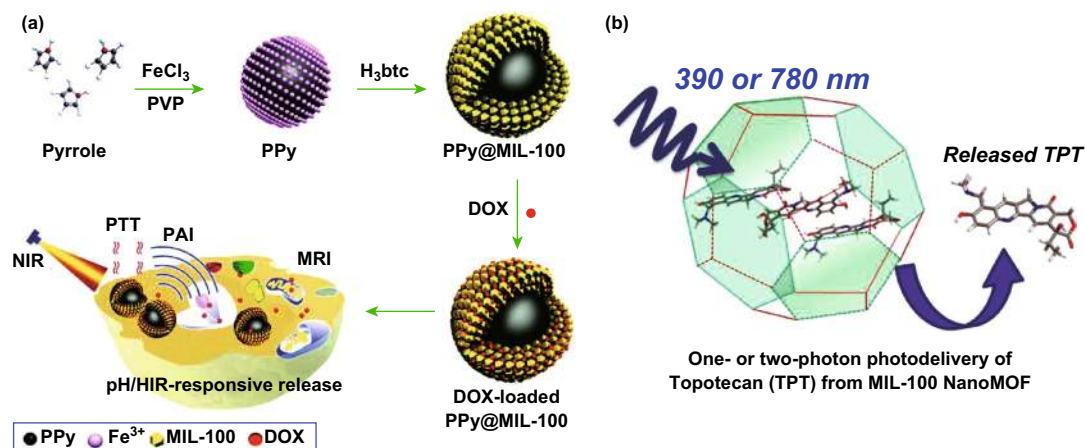 (a)
Pyrrole
FeCl3
PVP
PPy
H3btc
PPy@MIL-100
DOX
DOX-loaded
PPy@MIL-100
NIR
PTT
PAI
MRI
pH/HIR-responsive release
PPy Fe3+ MIL-100 DOX
(b)
390 or 780 nm
Released TPT
One- or two-photon photodelivery of
Topotecan (TPT) from MIL-100 NanoMOF